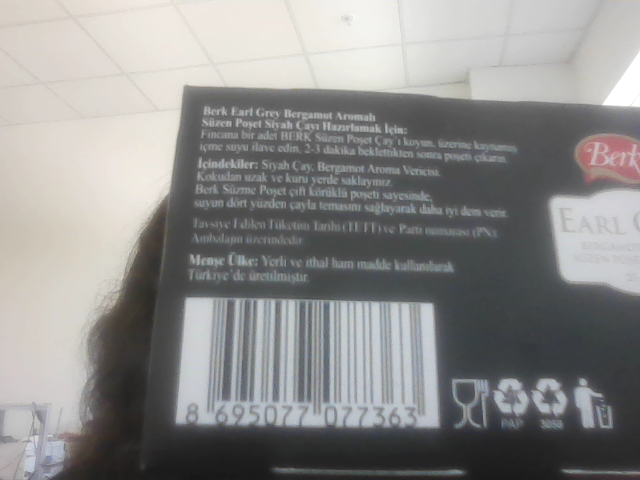 Berk Earl Grey Bergamot Aromalı
Süzen Poşet Siyah Çayı Hazırlamak İçin:
Fincana bir adet BERK Süzen Poşet Çay'ı koyun, üzerine kaynamış
içme suyu ilave edin. 2-3 dakika beklettikten sonra poşeti çıkarın.
İçindekiler: Siyah Çay, Bergamot Aroma Vericisi.
Kokudan uzak ve kuru yerde saklayınız.
Berk Süzme Poşet çift körüklü poşeti sayesinde,
suyun dört yüzden çayla temasını sağlayarak daha iyi dem verir.
Tavsiye Edilen Tüketim Tarihi (TETT) ve Parti numarası (PN)
Ambalajın üzerindedir.
Menşe Ülke: Yerli ve ithal ham madde kullanılarak
Türkiye'de üretilmiştir.
8 695077 077363
PAP
Berk
EARL
SÜZEN